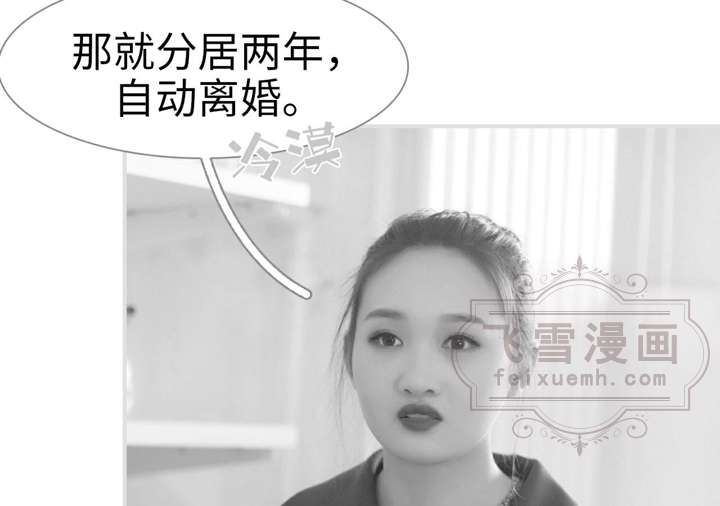 那就分居两年，
自动离婚。
冷漠
飞雪漫画
feixuemh.com